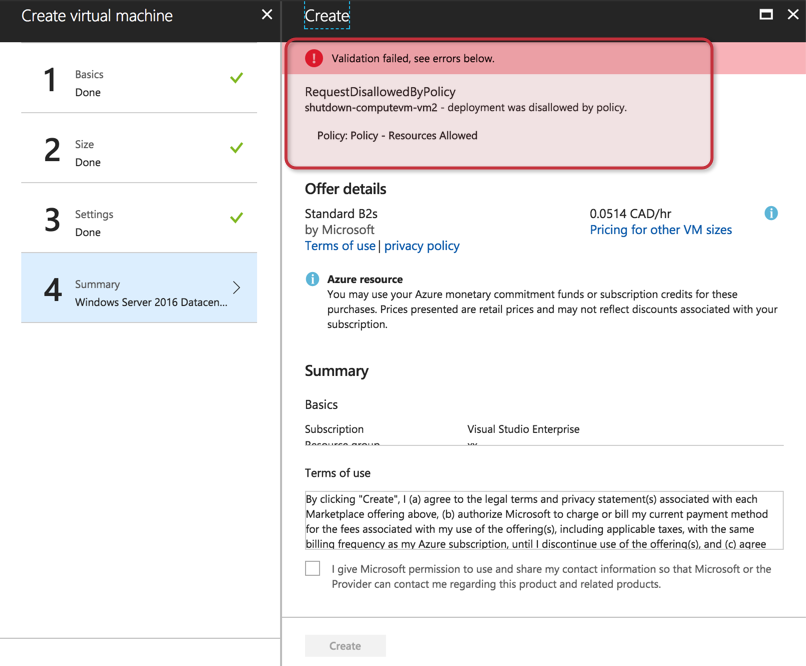 Create virtual machine
1
Basics
Done
2
Size
Done
3
Settings
Done
4
Summary
Windows Server 2016 Datacen...
Create
Validation failed, see errors below.
RequestDisallowedByPolicy
shutdown-computevm-vm2 - deployment was disallowed by policy.
Policy: Policy - Resources Allowed
Offer details
Standard B2s
by Microsoft
Terms of use | privacy policy
0.0514 CAD/hr
Pricing for other VM sizes
Azure resource
You may use your Azure monetary commitment funds or subscription credits for these
purchases. Prices presented are retail prices and may not reflect discounts associated with your
subscription.
Summary
Basics
Subscription Visual Studio Enterprise
Resource group xx
Terms of use
By clicking "Create", I (a) agree to the legal terms and privacy statement(s) associated with each
Marketplace offering above, (b) authorize Microsoft to charge or bill my current payment method
for the fees associated with my use of the offering(s), including applicable taxes, with the same
billing frequency as my Azure subscription, until I discontinue use of the offering(s), and (c) agree
I give Microsoft permission to use and share my contact information so that Microsoft or the
Provider can contact me regarding this product and related products.
Create